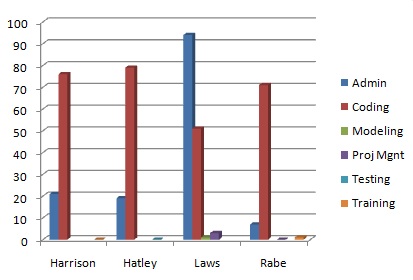 100
90
80
70
60
50
40
30
20
10
0
Harrison Hatley Laws Rabe
Admin
Coding
Modeling
Proj Mgnt
Testing
Training